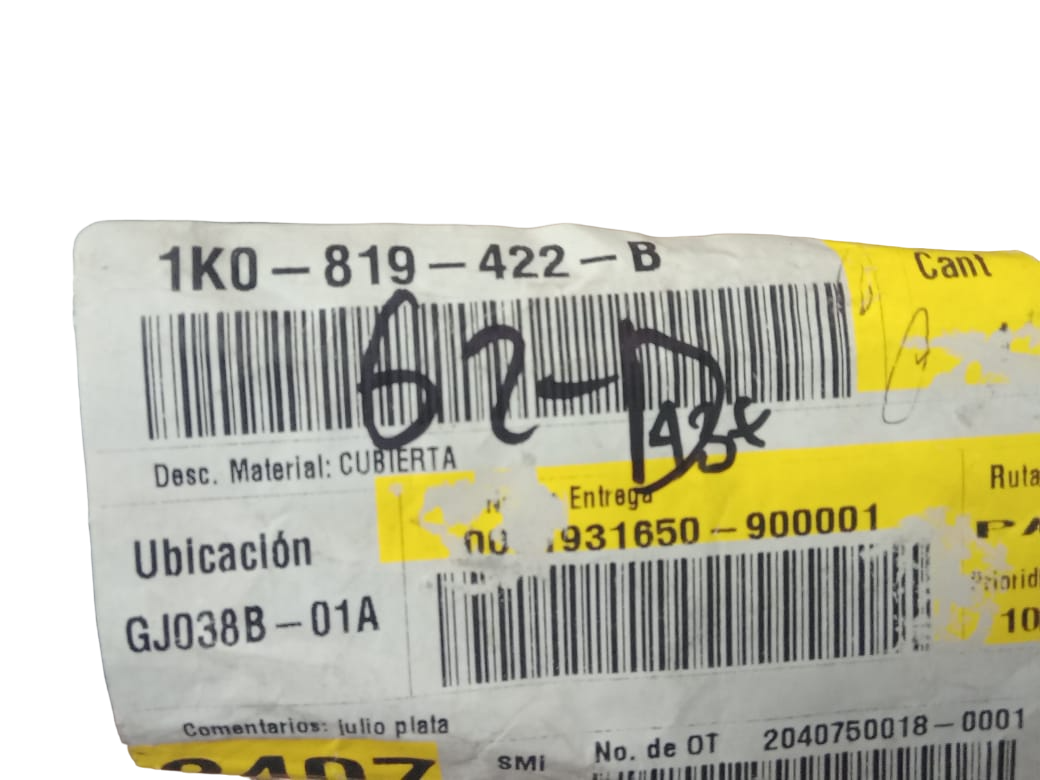 1K0-819-422-B
Cant
62-D
Desc. Material: CUBIERTA
Entrega
Ruta
931650-900001
Ubicación
GJ038B-01A
10
Comentarios: julio plata
SMI
No. de OT 2040750018-0001